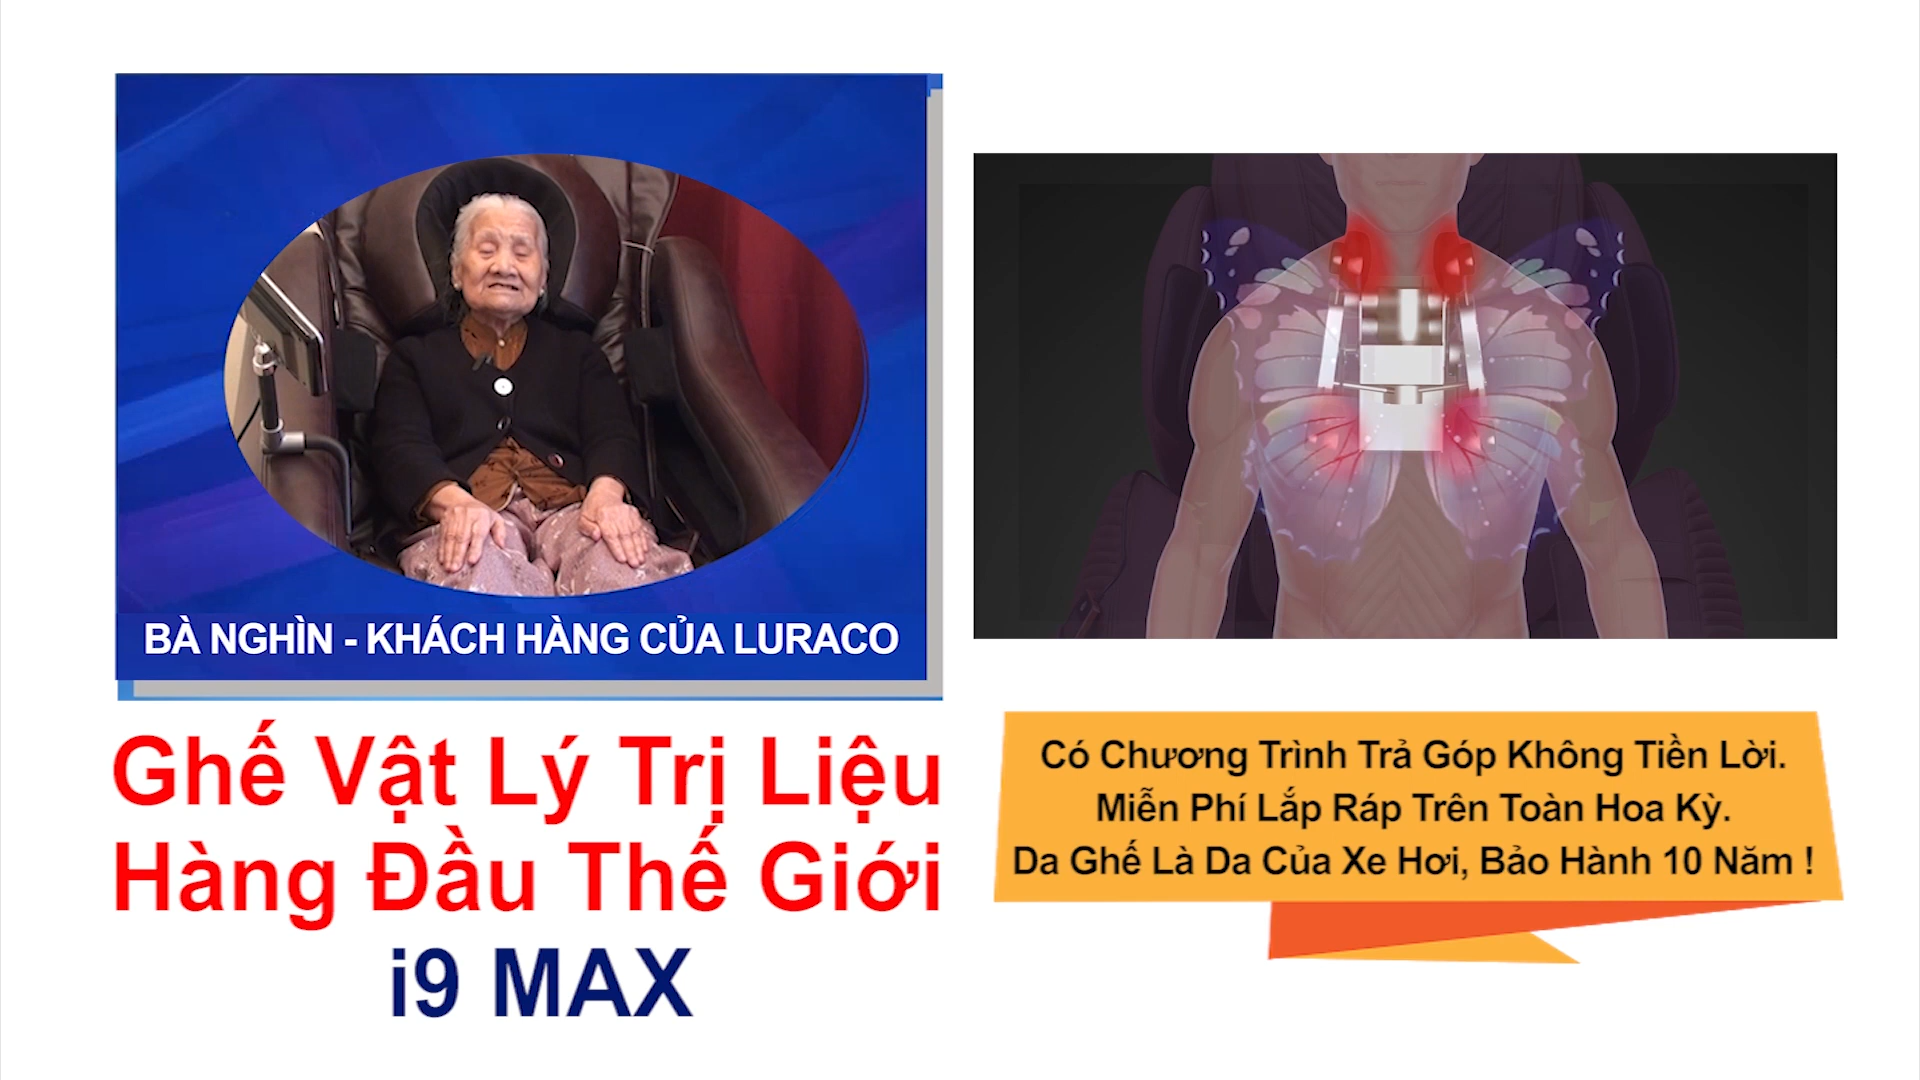 BÀ NGHÌN - KHÁCH HÀNG CỦA LURACO
Ghế Vật Lý Trị Liệu
Hàng Đầu Thế Giới
i9 MAX
Có Chương Trình Trả Góp Không Tiền Lời.
Miễn Phí Lắp Ráp Trên Toàn Hoa Kỳ.
Da Ghế Là Da Của Xe Hơi, Bảo Hành 10 Năm !